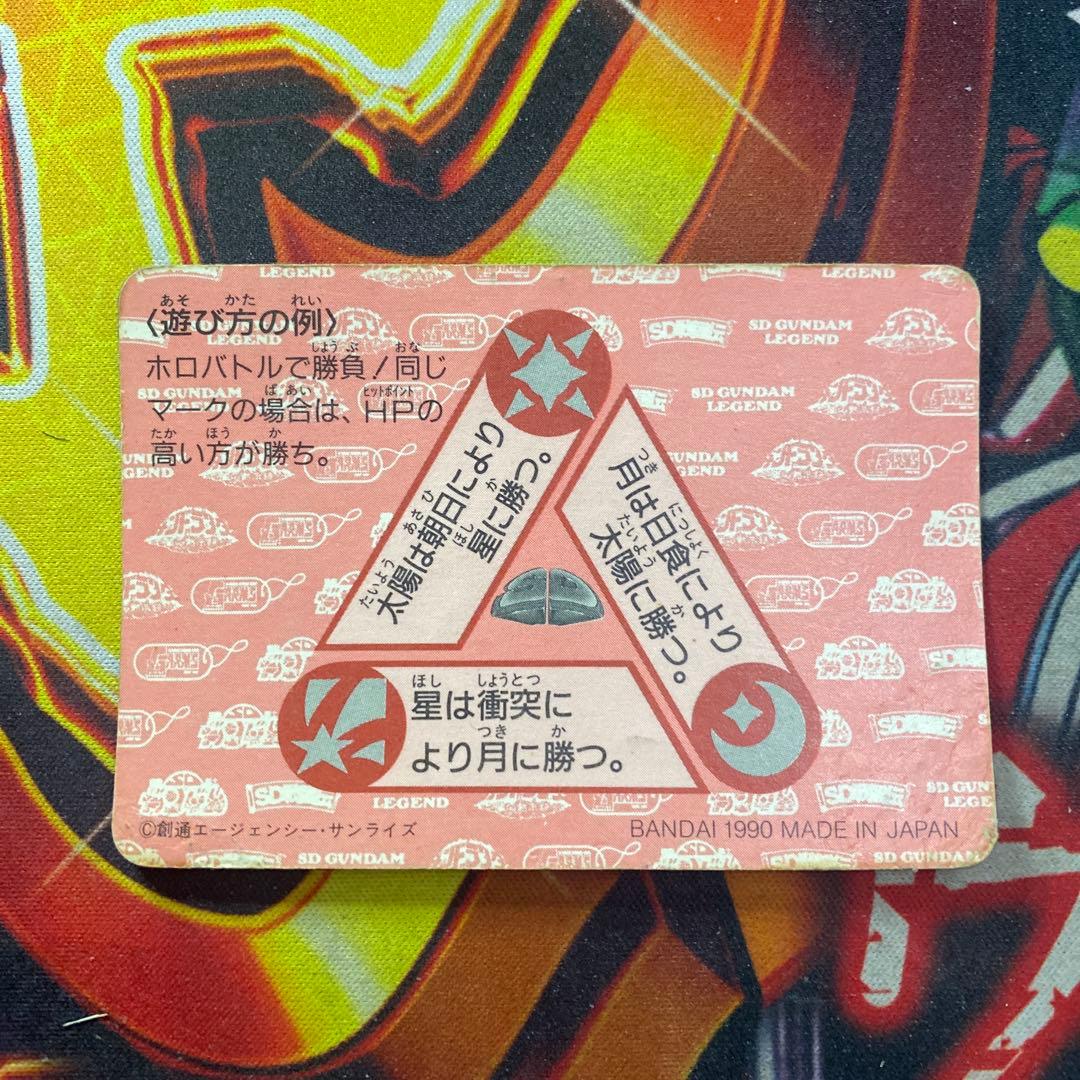 〈遊び方の例〉
ホロバトルで勝負!同じ
マークの場合は、HPの
高い方が勝ち。
太陽は朝日により
星に勝つ。
月は日食により
太陽に勝つ。
星は衝突に
より月に勝つ。
©創通エージェンシー・サンライズ
BANDAI 1990 MADE IN JAPAN
SD GUNDAM
LEGEND